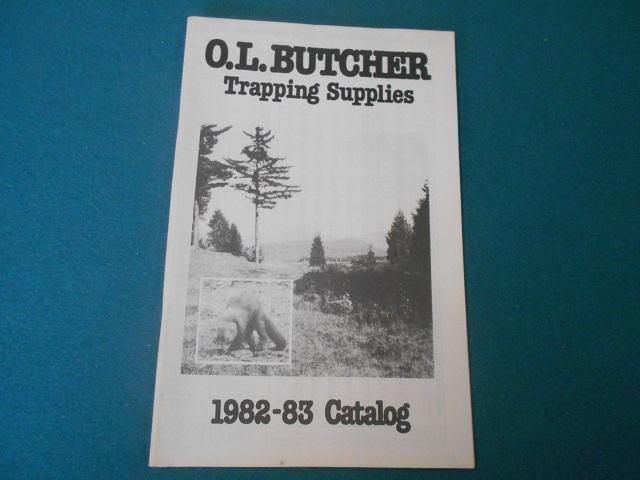 O.L. BUTCHER
Trapping Supplies
1982-83 Catalog